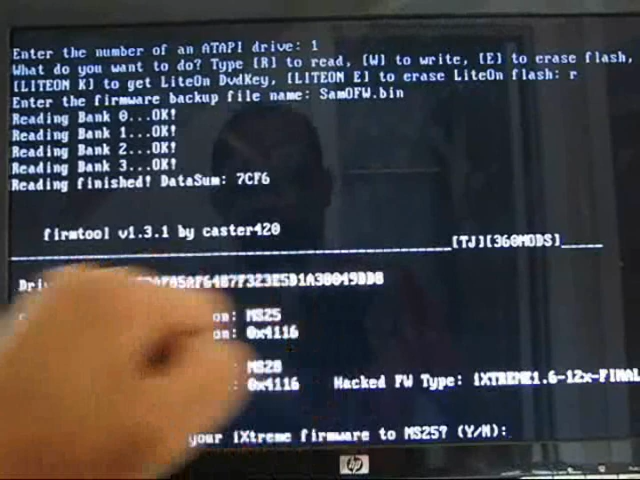 Enter the number of an ATAPI drive: 1
What do you want to do? Type [R] to read, [W] to write, [E] to erase flash,
[LITEON K] to get LiteOn DvdKey, [LITEON E] to erase LiteOn flash: r
Enter the firmware backup file name: SamOFW.bin
Reading Bank 0...OK!
Reading Bank 1...OK!
Reading Bank 2...OK!
Reading Bank 3...OK!
Reading finished! DataSum: 7CF6
firmtool v1.3.1 by caster420
[TJ][360MODS]
MS25
0x4116
MS28
0x4116 Hacked FW Type: iXTREME1.6-12x-FINAL
your iXtreme firmware to MS25? (Y/N):
hp